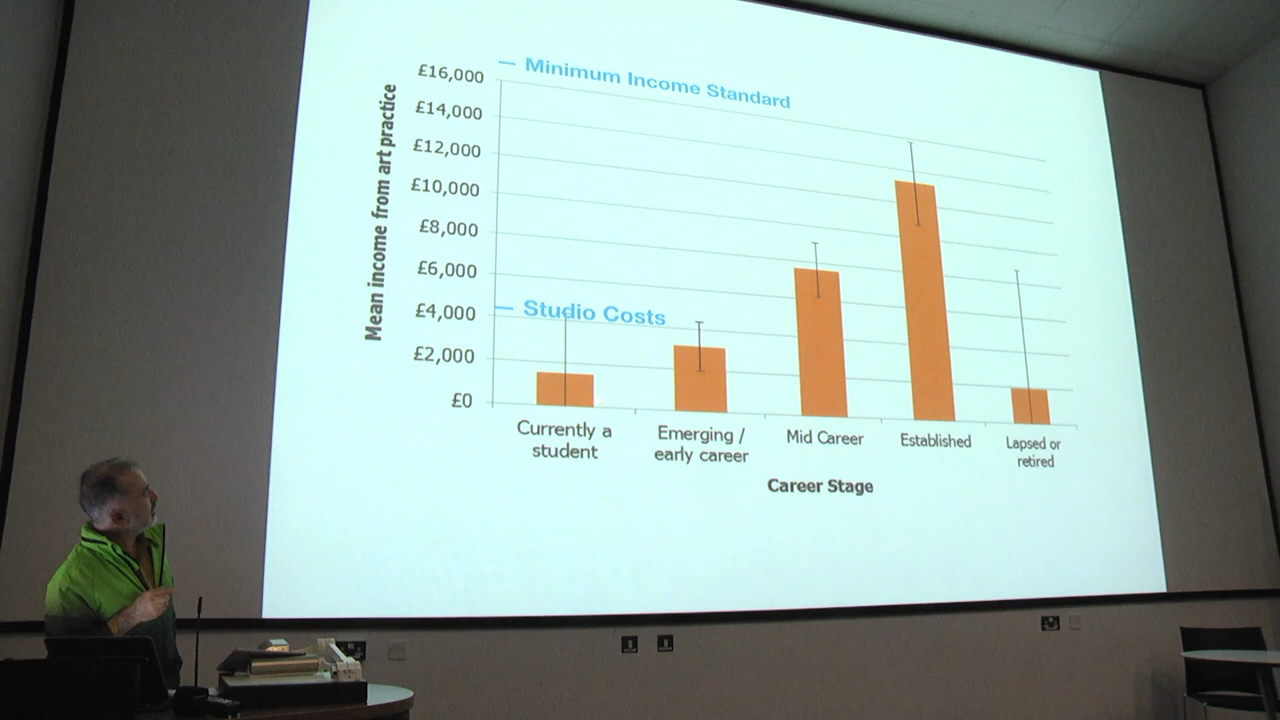 — Minimum Income Standard
£16,000
£14,000
£12,000
£10,000
£8,000
£6,000
£4,000
£2,000
£0
Mean income from art practice
— Studio Costs
Currently a
student
Emerging /
early career
Mid Career
Established
Lapsed or
retired
Career Stage